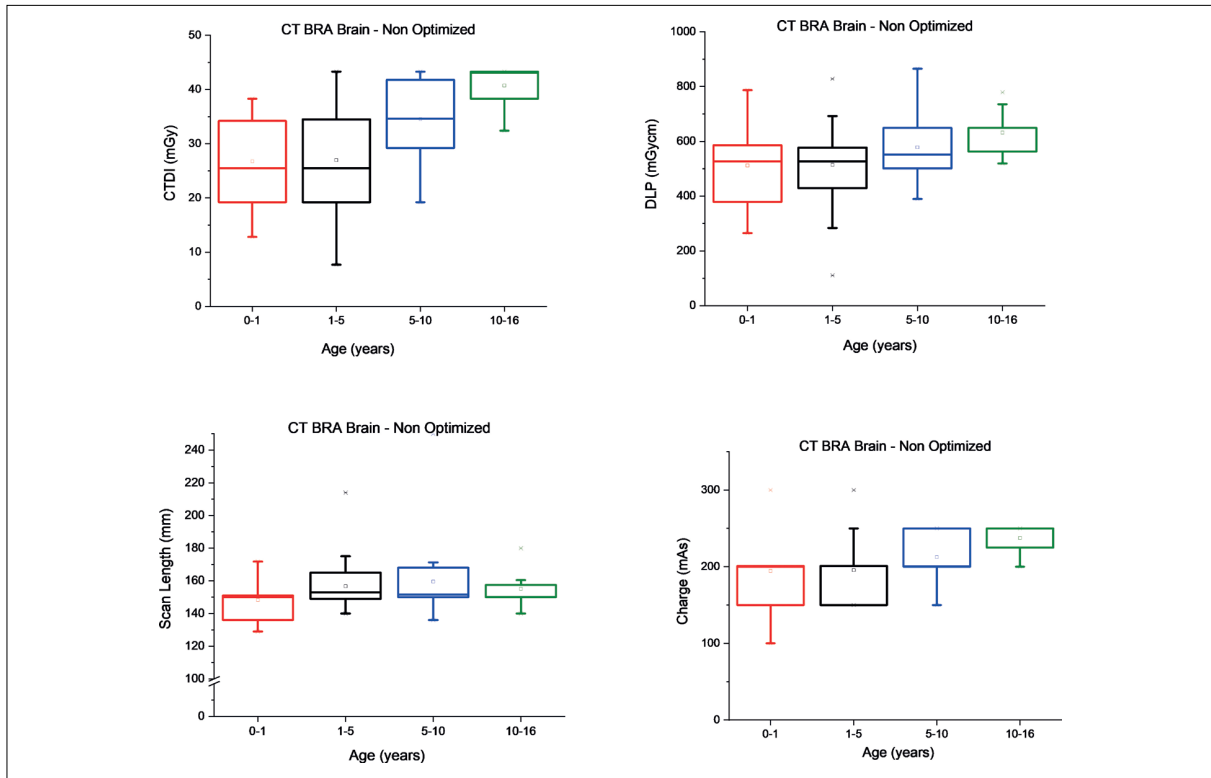 CT BRA Brain - Non Optimized
50
40
30
20
10
0
CTDI (mGy)
0-1 1-5 5-10 10-16
Age (years)
CT BRA Brain - Non Optimized
1000
800
600
400
200
0
DLP (mGycm)
0-1 1-5 5-10 10-16
Age (years)
CT BRA Brain - Non Optimized
240
220
200
180
160
140
120
100
0
Scan Length (mm)
0-1 1-5 5-10 10-16
Age (years)
CT BRA Brain - Non Optimized
300
200
100
0
Charge (mAs)
0-1 1-5 5-10 10-16
Age (years)